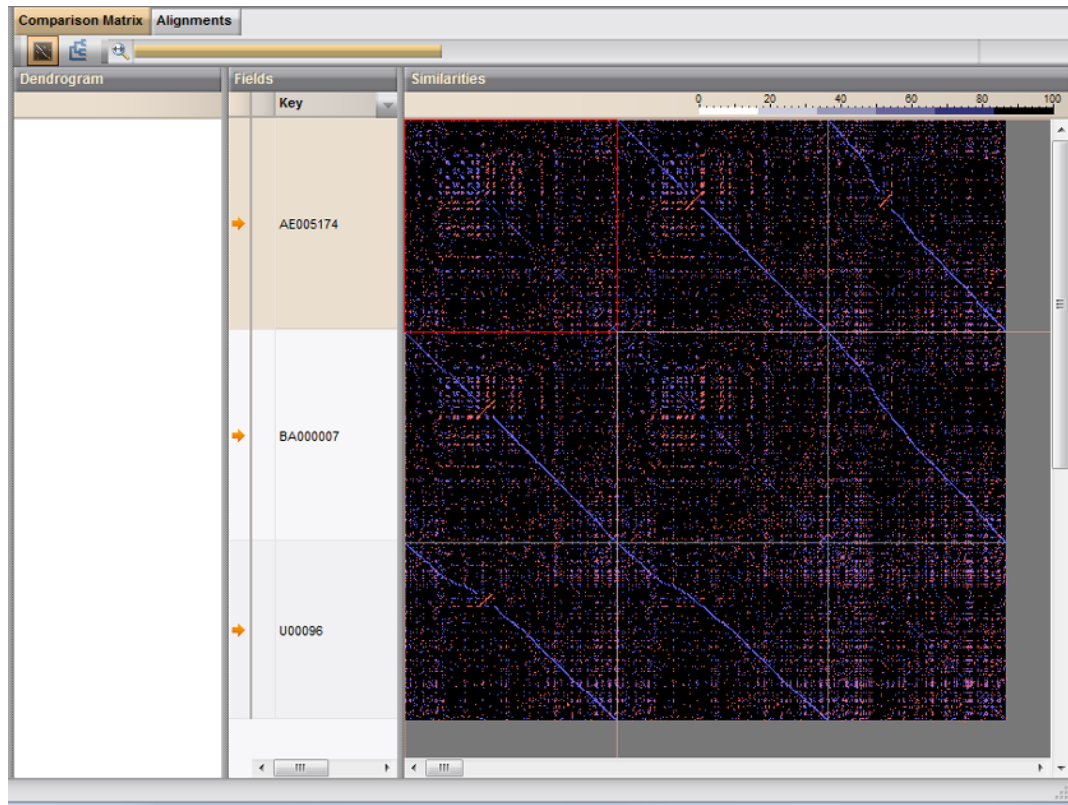 Comparison Matrix Alignments
Dendrogram Fields Similarities
Key 0 20 40 60 80 100
AE005174
BA000007
U00096